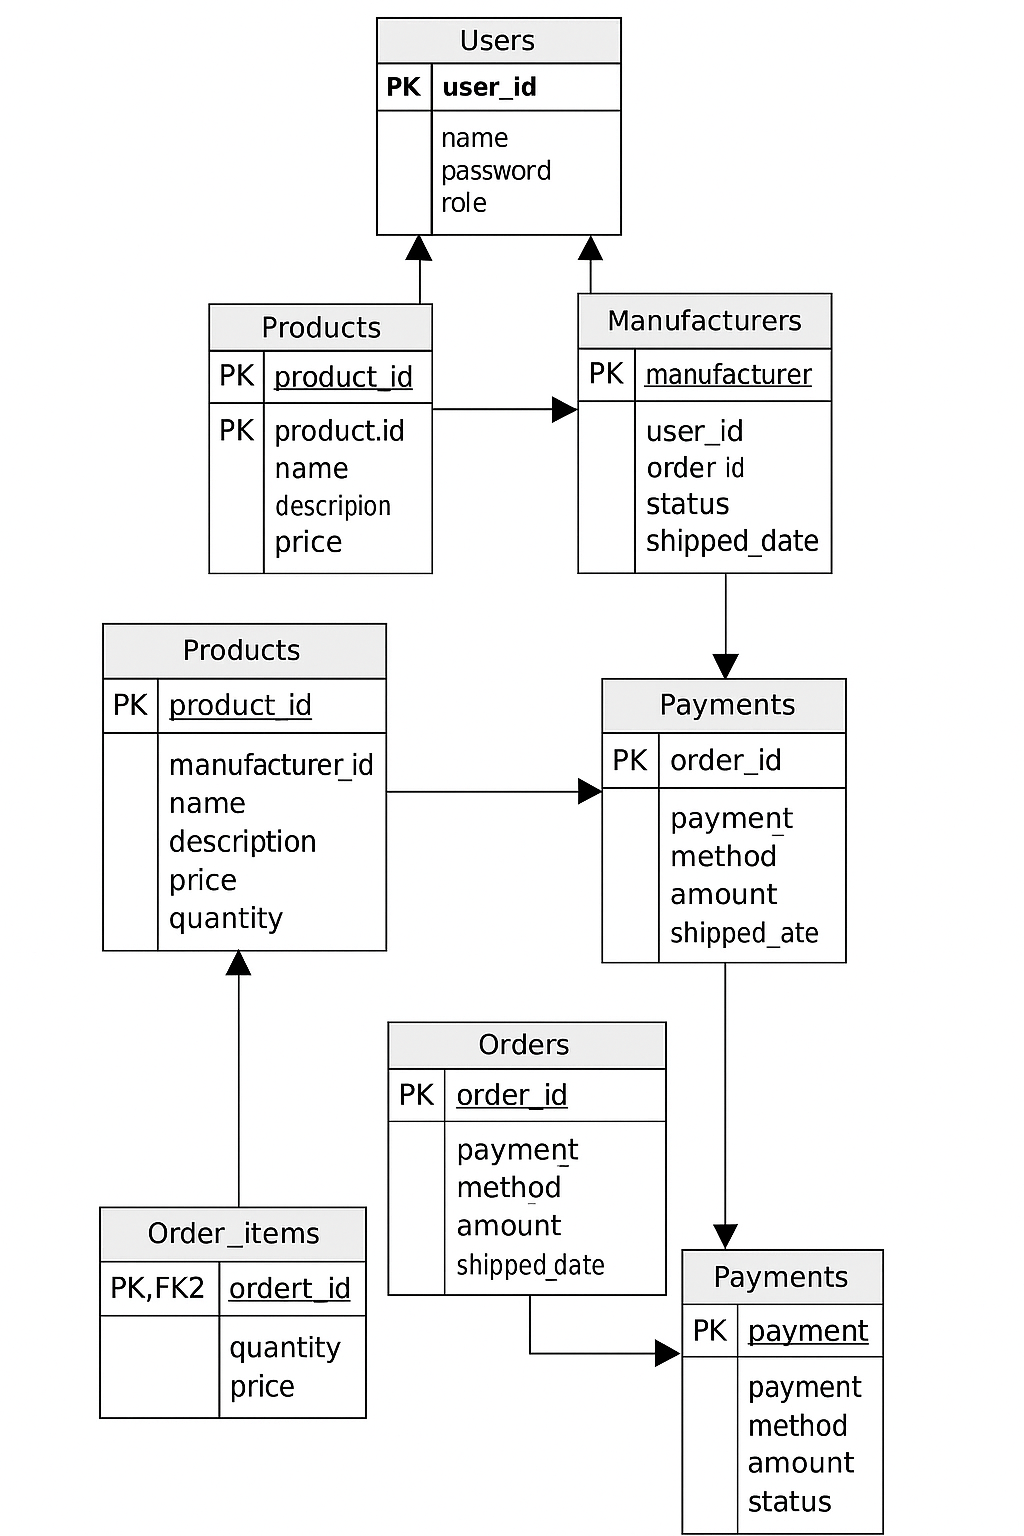 Users
PK user_id
name
password
role
Products
PK product_id
PK product.id
name
descripion
price
Manufacturers
PK manufacturer
user_id
order id
status
shipped_date
Products
PK product_id
manufacturer_id
name
description
price
quantity
Payments
PK order_id
payment
method
amount
shipped_ate
Orders
PK order_id
payment
method
amount
shipped_date
Order_items
PK,FK2 ordert_id
quantity
price
Payments
PK payment
payment
method
amount
status